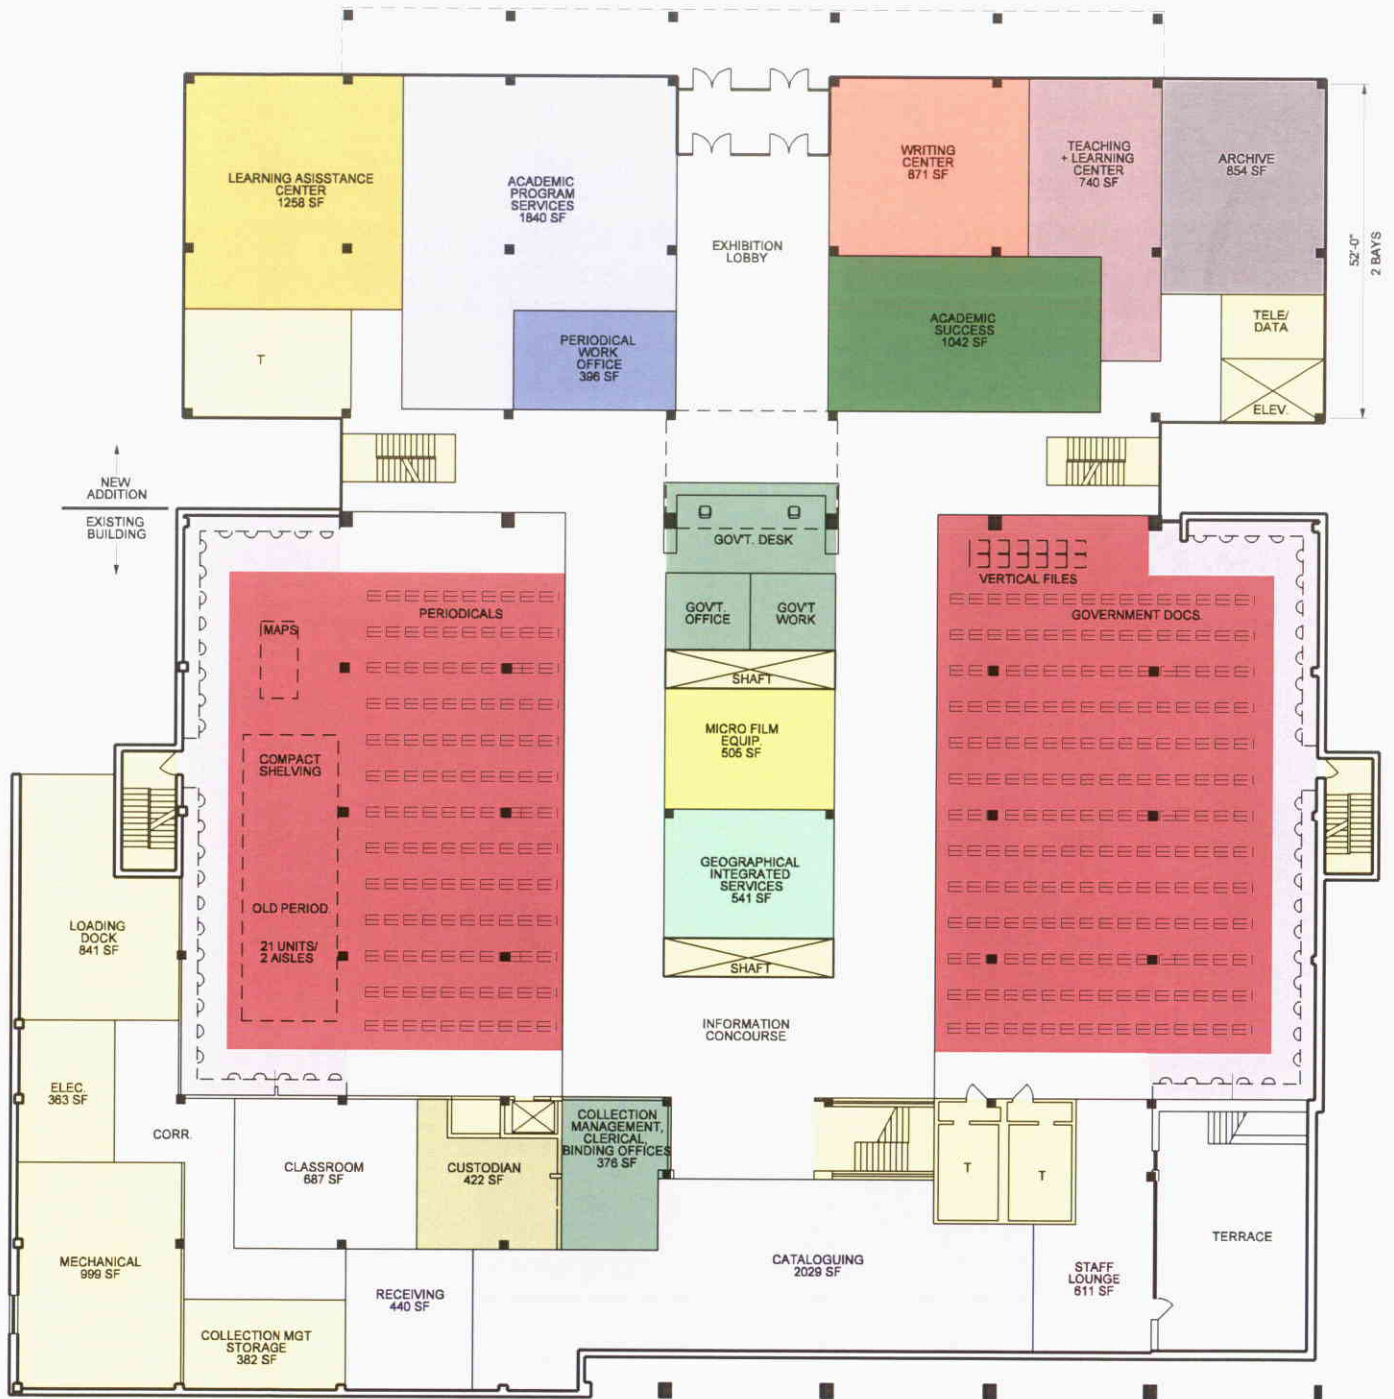 LEARNING ASISSTANCE
CENTER
1258 SF
ACADEMIC
PROGRAM
SERVICES
1840 SF
WRITING
CENTER
871 SF
TEACHING
+ LEARNING
CENTER
740 SF
ARCHIVE
854 SF
EXHIBITION
LOBBY
52'-0"
2 BAYS
T
PERIODICAL
WORK
OFFICE
396 SF
ACADEMIC
SUCCESS
1042 SF
TELE/
DATA
ELEV.
NEW
ADDITION
EXISTING
BUILDING
GOV'T. DESK
GOV'T.
OFFICE
GOV'T
WORK
SHAFT
PERIODICALS
MAPS
VERTICAL FILES
GOVERNMENT DOCS.
MICRO FILM
EQUIP.
505 SF
COMPACT
SHELVING
GEOGRAPHICAL
INTEGRATED
SERVICES
541 SF
OLD PERIOD.
21 UNITS/
2 AISLES
SHAFT
LOADING
DOCK
841 SF
INFORMATION
CONCOURSE
ELEC.
363 SF
CORR.
CLASSROOM
687 SF
CUSTODIAN
422 SF
COLLECTION
MANAGEMENT,
CLERICAL,
BINDING OFFICES
376 SF
T
T
TERRACE
MECHANICAL
999 SF
RECEIVING
440 SF
CATALOGUING
2029 SF
STAFF
LOUNGE
611 SF
COLLECTION MGT
STORAGE
382 SF